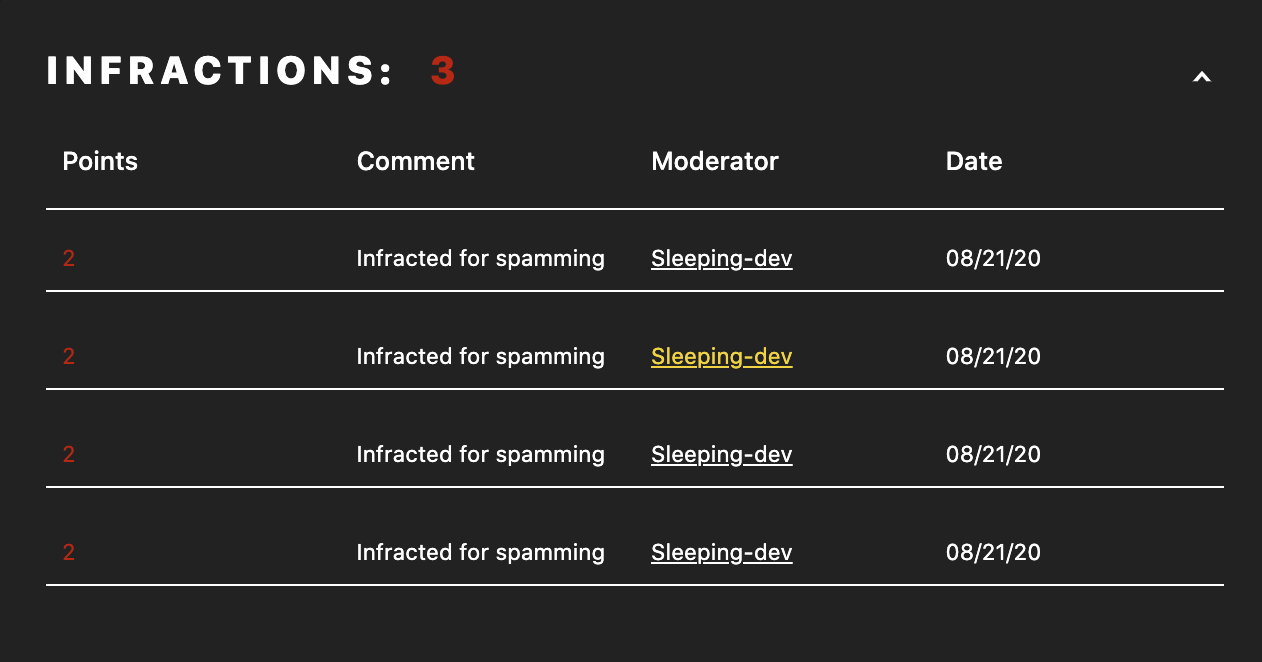 INFRACTIONS: 3
Points Comment Moderator Date
2 Infracted for spamming Sleeping-dev 08/21/20
2 Infracted for spamming Sleeping-dev 08/21/20
2 Infracted for spamming Sleeping-dev 08/21/20
2 Infracted for spamming Sleeping-dev 08/21/20